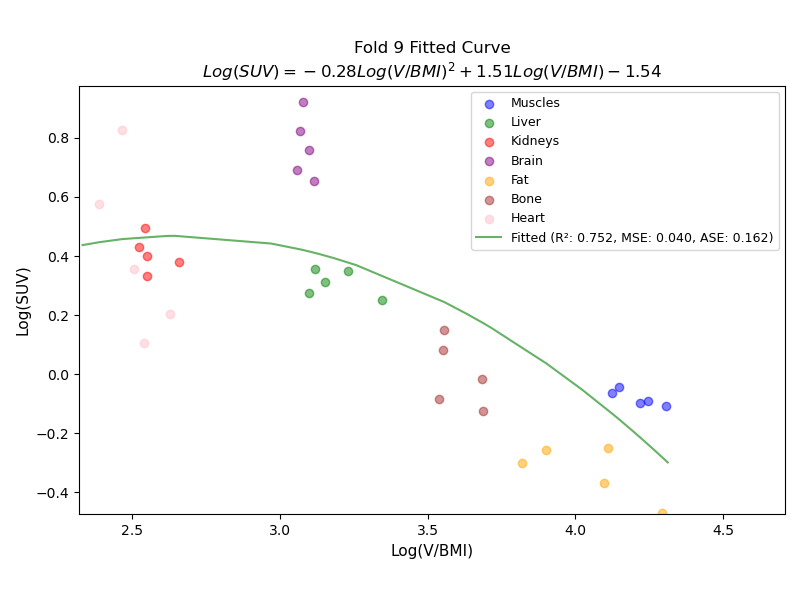 Fold 9 Fitted Curve
Log(SUV) = −0.28Log(V/BMI)² + 1.51Log(V/BMI) − 1.54
Muscles
Liver
Kidneys
Brain
Fat
Bone
Heart
Fitted (R²: 0.752, MSE: 0.040, ASE: 0.162)
0.8
0.6
0.4
0.2
0.0
−0.2
−0.4
Log(SUV)
2.5 3.0 3.5 4.0 4.5
Log(V/BMI)